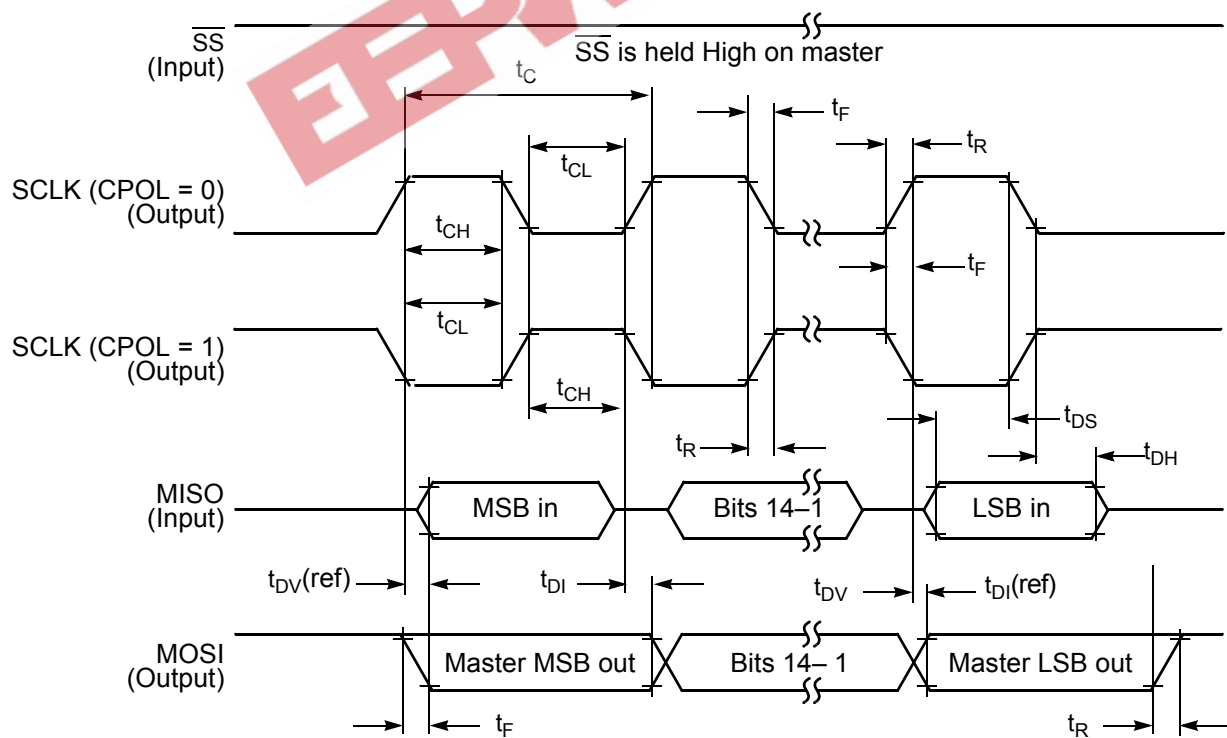 SS
(Input)
SS is held High on master
tC
tF
tR
tCL
SCLK (CPOL = 0)
(Output)
tCH
tF
tCL
SCLK (CPOL = 1)
(Output)
tCH
tDS
tR
tDH
MISO
(Input)
MSB in
Bits 14–1
LSB in
tDV(ref)
tDI
tDV
tDI(ref)
MOSI
(Output)
Master MSB out
Bits 14– 1
Master LSB out
tF
tR